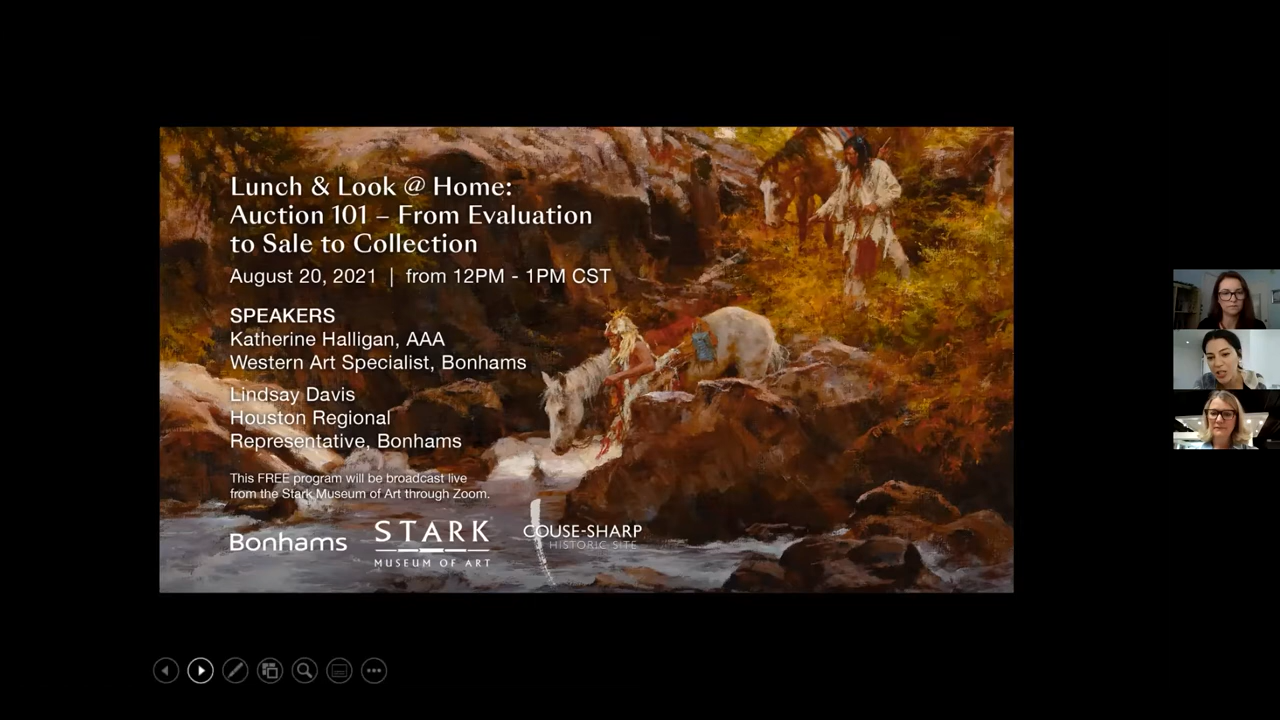 Lunch & Look @ Home:
Auction 101 – From Evaluation
to Sale to Collection
August 20, 2021 | from 12PM - 1PM CST
SPEAKERS
Katherine Halligan, AAA
Western Art Specialist, Bonhams
Lindsay Davis
Houston Regional
Representative, Bonhams
This FREE program will be broadcast live
from the Stark Museum of Art through Zoom.
Bonhams
STARK
MUSEUM OF ART
COUSE-SHARP
HISTORIC SITE